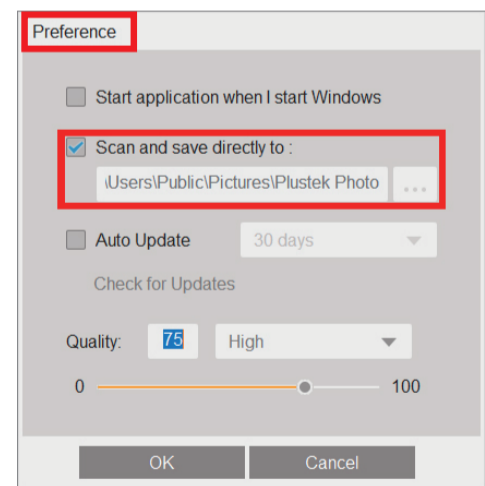 Preference
Start application when I start Windows
Scan and save directly to :
\Users\Public\Pictures\Plustek Photo ...
Auto Update 30 days
Check for Updates
Quality: 75 High
0 100
OK Cancel